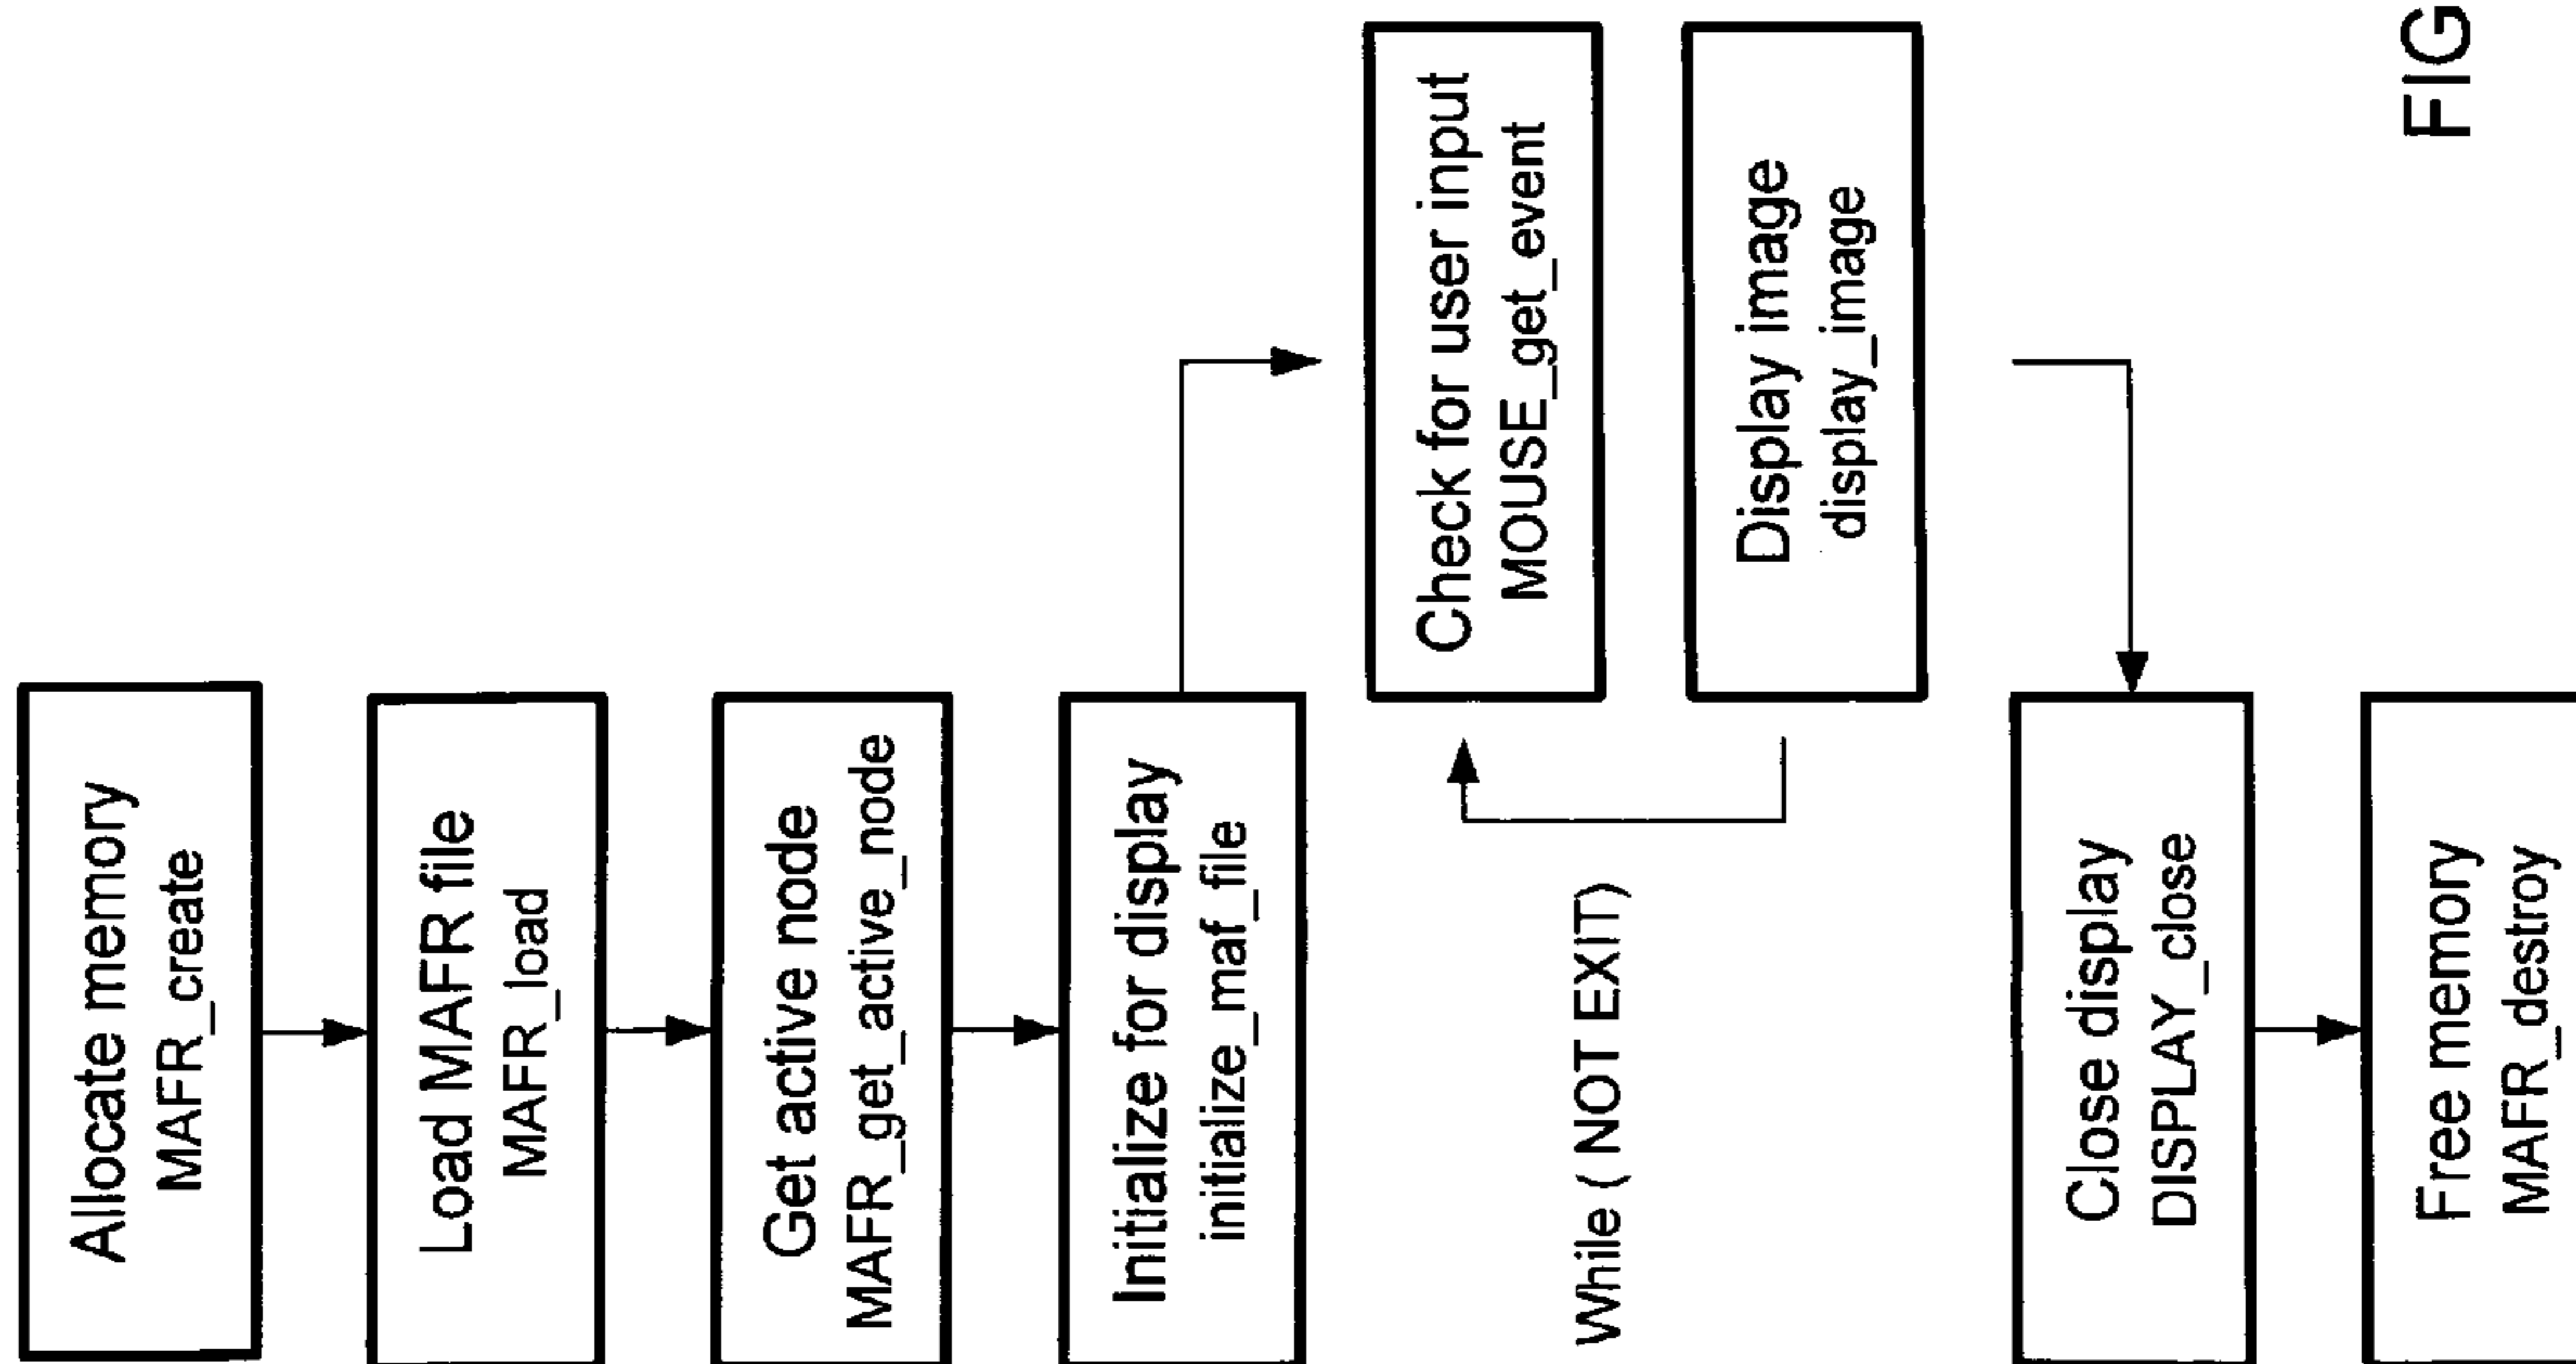 Allocate memory
MAFR_create
Load MAFR file
MAFR_load
Get active node
MAFR_get_active_node
Initialize for display
initialize_maf_file
Check for user input
MOUSE_get_event
While ( NOT EXIT)
Display image
display_image
Close display
DISPLAY_close
Free memory
MAFR_destroy
FIG